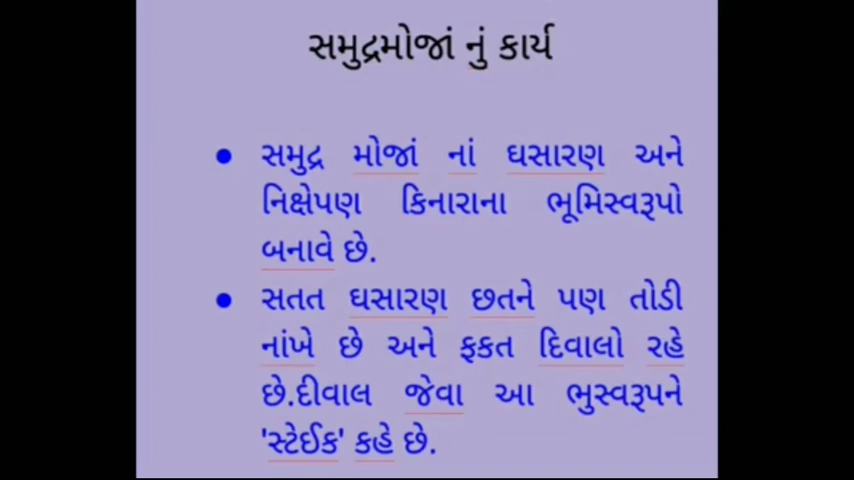 સમુદ્રમોજાં નું કાર્ય
● સમુદ્ર મોજાં નાં ઘસારણ અને
નિક્ષેપણ કિનારાના ભૂમિસ્વરૂપો
બનાવે છે.
● સતત ઘસારણ છતને પણ તોડી
નાંખે છે અને ફકત દિવાલો રહે
છે.દીવાલ જેવા આ ભુસ્વરૂપને
'સ્ટેઈક' કહે છે.